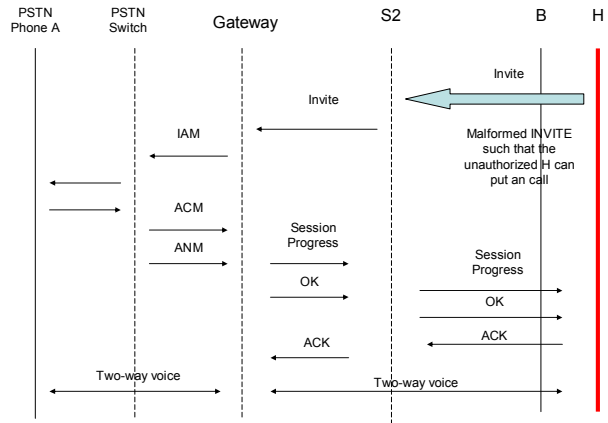 PSTN
Phone A
PSTN
Switch
Gateway
S2
B
H
Invite
Invite
Malformed INVITE
such that the
unauthorized H can
put an call
IAM
ACM
Session
Progress
ANM
Session
Progress
OK
OK
ACK
ACK
Two-way voice
Two-way voice